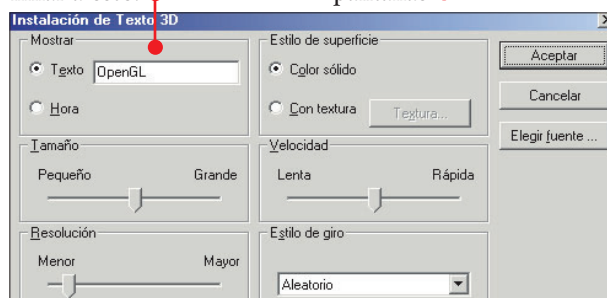 Instalación de Texto 3D
Mostrar
Texto OpenGL
Hora
Estilo de superficie
Color sólido
Con textura Textura...
Aceptar
Cancelar
Elegir fuente ...
Tamaño
Pequeño Grande
Velocidad
Lenta Rápida
Resolución
Menor Mayor
Estilo de giro
Aleatorio